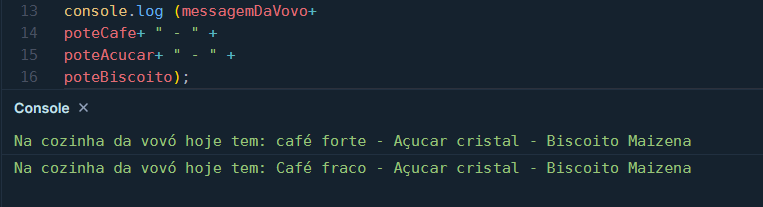 13 console.log (messagemDaVovo+
14 poteCafe+ " - " +
15 poteAcucar+ " - " +
16 poteBiscoito);
Console ×
Na cozinha da vovó hoje tem: café forte - Açucar cristal - Biscoito Maizena
Na cozinha da vovó hoje tem: Café fraco - Açucar cristal - Biscoito Maizena